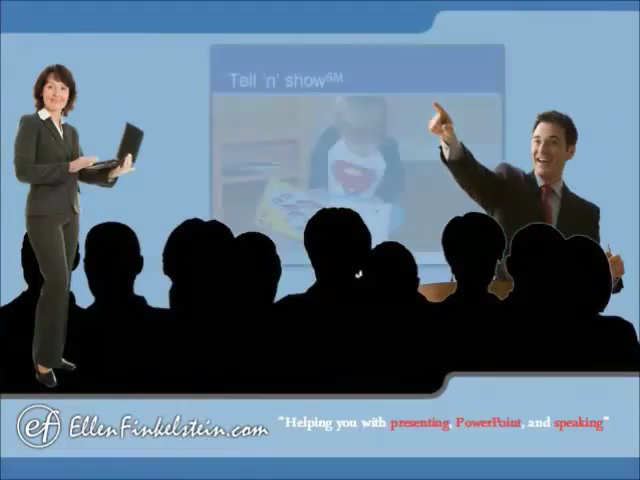 Tell 'n' showSM
ef EllenFinkelstein.com
"Helping you with presenting, PowerPoint, and speaking"